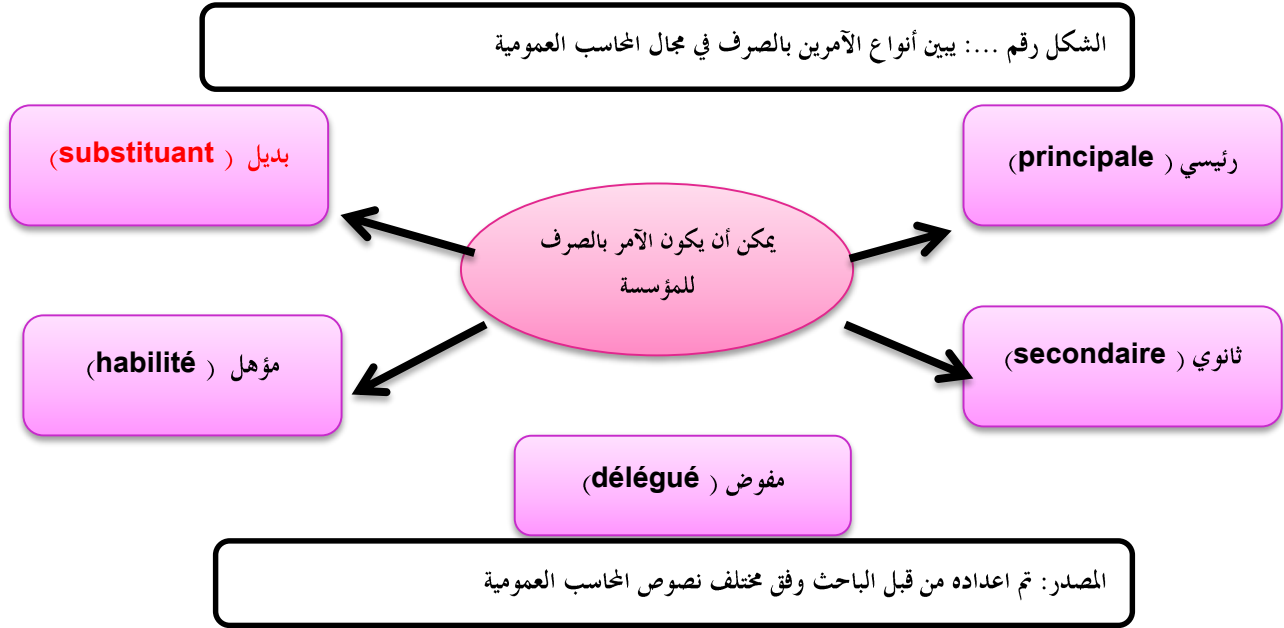 الشكل رقم ...: يبين أنواع الآمرين بالصرف في مجال المحاسب العمومية
رئيسي ( principale)
بديل ( substituant)
يمكن أن يكون الآمر بالصرف
للمؤسسة
ثانوي ( secondaire)
مؤهل ( habilité)
مفوض ( délégué)
المصدر: تم اعداده من قبل الباحث وفق مختلف نصوص المحاسب العمومية